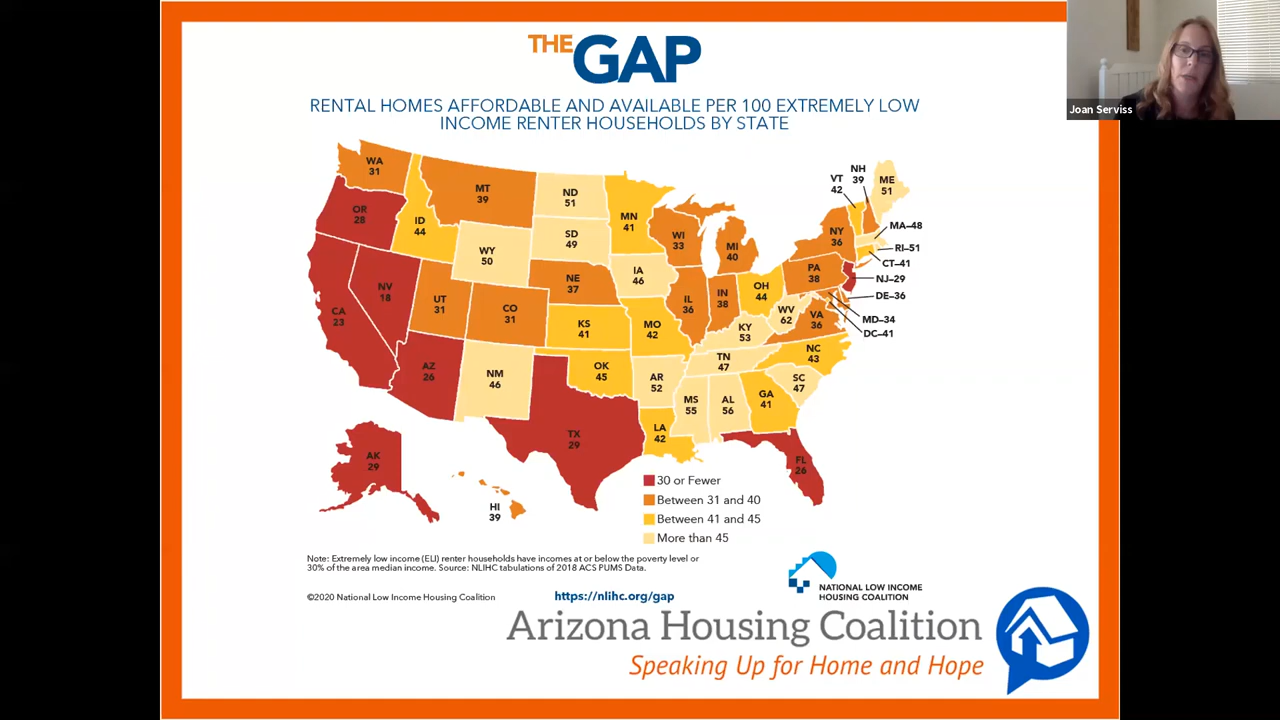 THE GAP
RENTAL HOMES AFFORDABLE AND AVAILABLE PER 100 EXTREMELY LOW
INCOME RENTER HOUSEHOLDS BY STATE
Joan Serviss
WA
31
OR
28
CA
23
NV
18
ID
44
MT
39
WY
50
UT
31
CO
31
AZ
26
NM
46
ND
51
SD
49
NE
37
KS
41
OK
45
TX
29
MN
41
IA
46
MO
42
AR
52
LA
42
WI
33
IL
36
MI
40
IN
38
OH
44
KY
53
TN
47
MS
55
AL
56
GA
41
FL
26
SC
47
NC
43
VA
36
WV
62
PA
38
NY
36
VT
42
NH
39
ME
51
MA–48
RI–51
CT–41
NJ–29
DE–36
MD–34
DC–41
AK
29
HI
39
30 or Fewer
Between 31 and 40
Between 41 and 45
More than 45
Note: Extremely low income (ELI) renter households have incomes at or below the poverty level or
30% of the area median income. Source: NLIHC tabulations of 2018 ACS PUMS Data.
©2020 National Low Income Housing Coalition
https://nlihc.org/gap
NATIONAL LOW INCOME
HOUSING COALITION
Arizona Housing Coalition
Speaking Up for Home and Hope